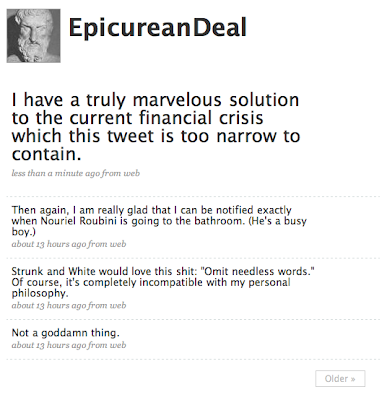 EpicureanDeal
I have a truly marvelous solution
to the current financial crisis
which this tweet is too narrow to
contain.
less than a minute ago from web
Then again, I am really glad that I can be notified exactly
when Nouriel Roubini is going to the bathroom. (He's a busy
boy.)
about 13 hours ago from web
Strunk and White would love this shit: "Omit needless words."
Of course, it's completely incompatible with my personal
philosophy.
about 13 hours ago from web
Not a goddamn thing.
about 13 hours ago from web
Older »